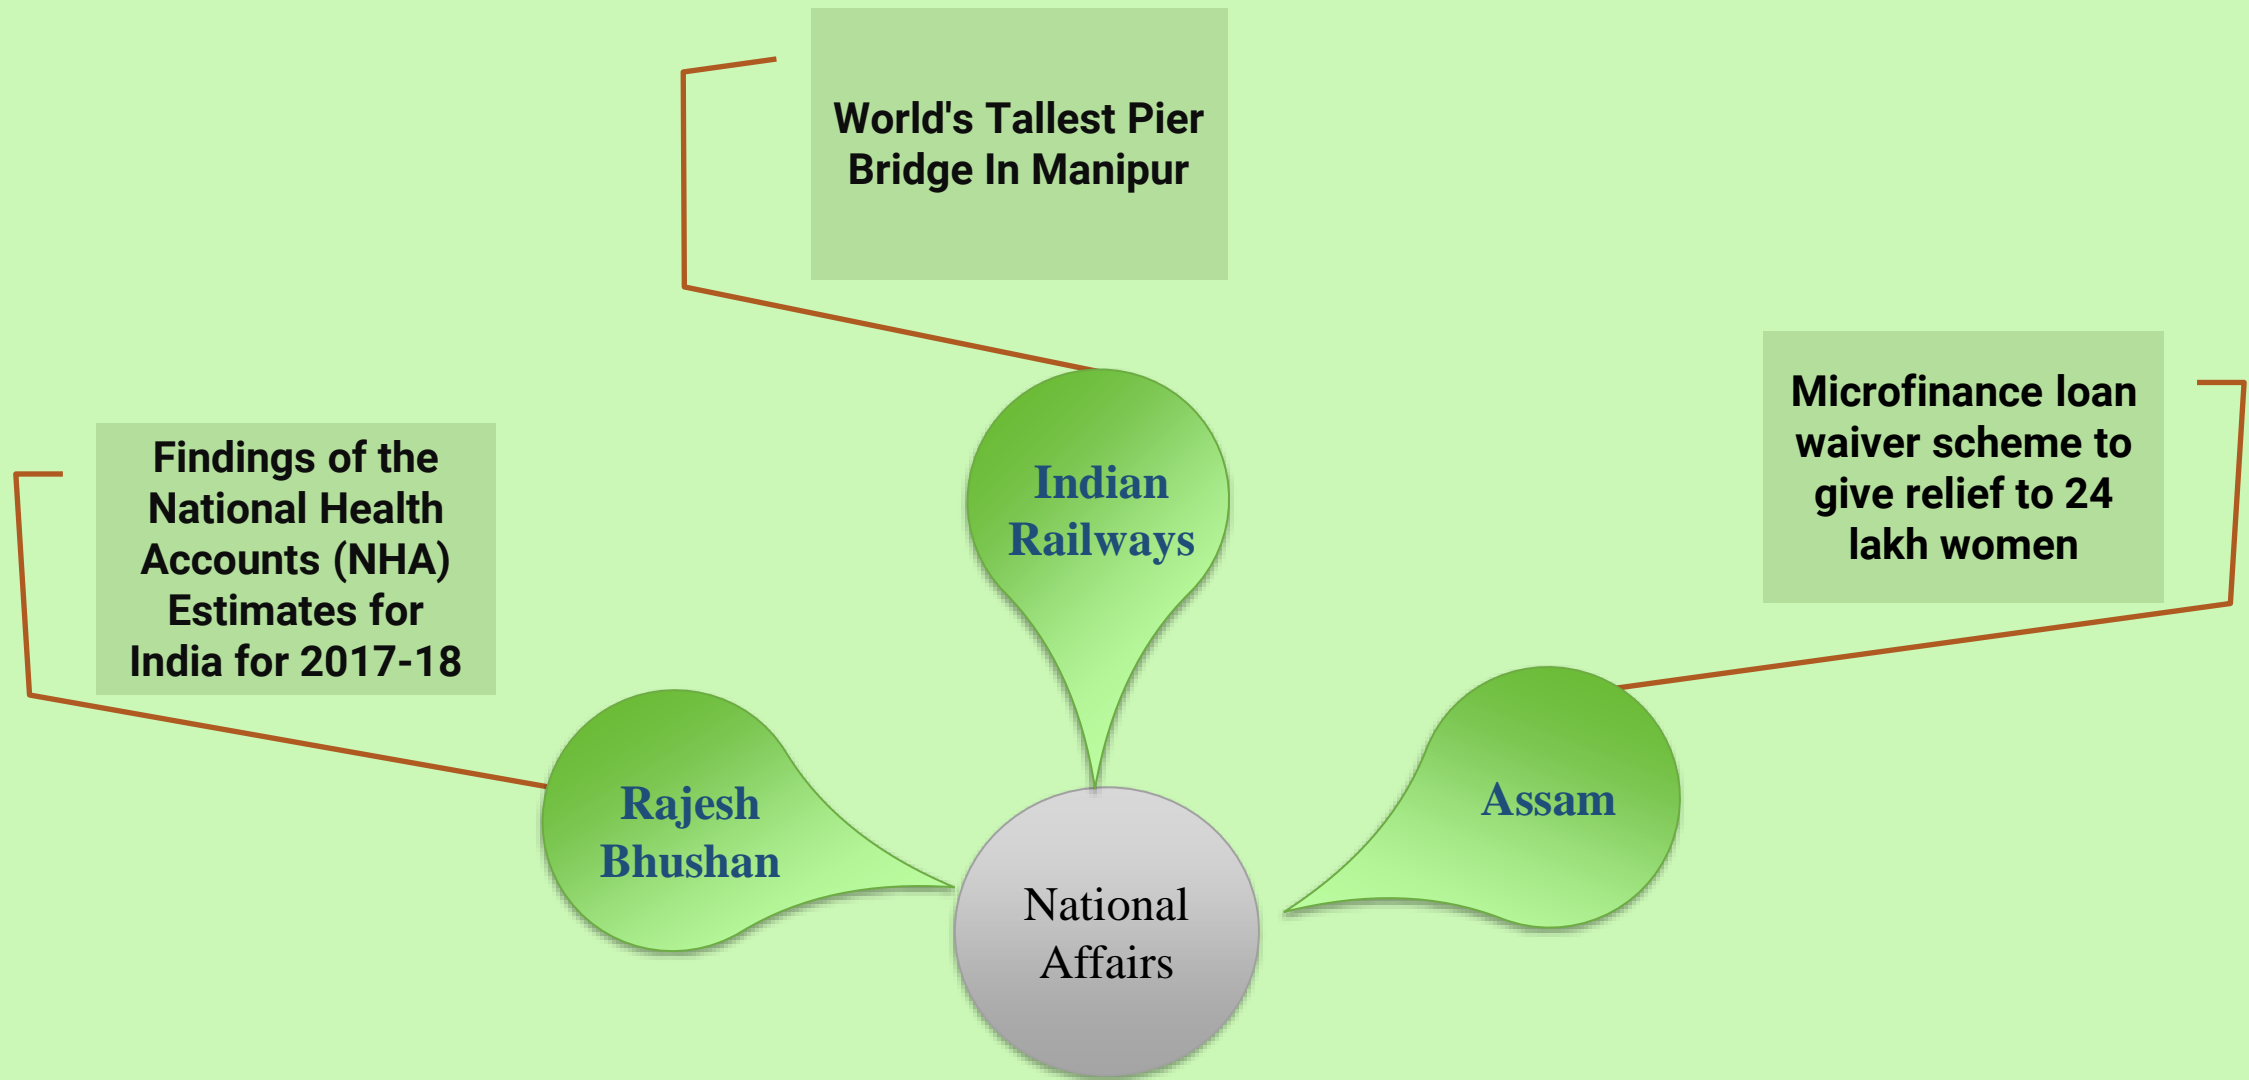 World's Tallest Pier
Bridge In Manipur
Microfinance loan
waiver scheme to
give relief to 24
lakh women
Findings of the
National Health
Accounts (NHA)
Estimates for
India for 2017-18
Indian
Railways
Rajesh
Bhushan
Assam
National
Affairs